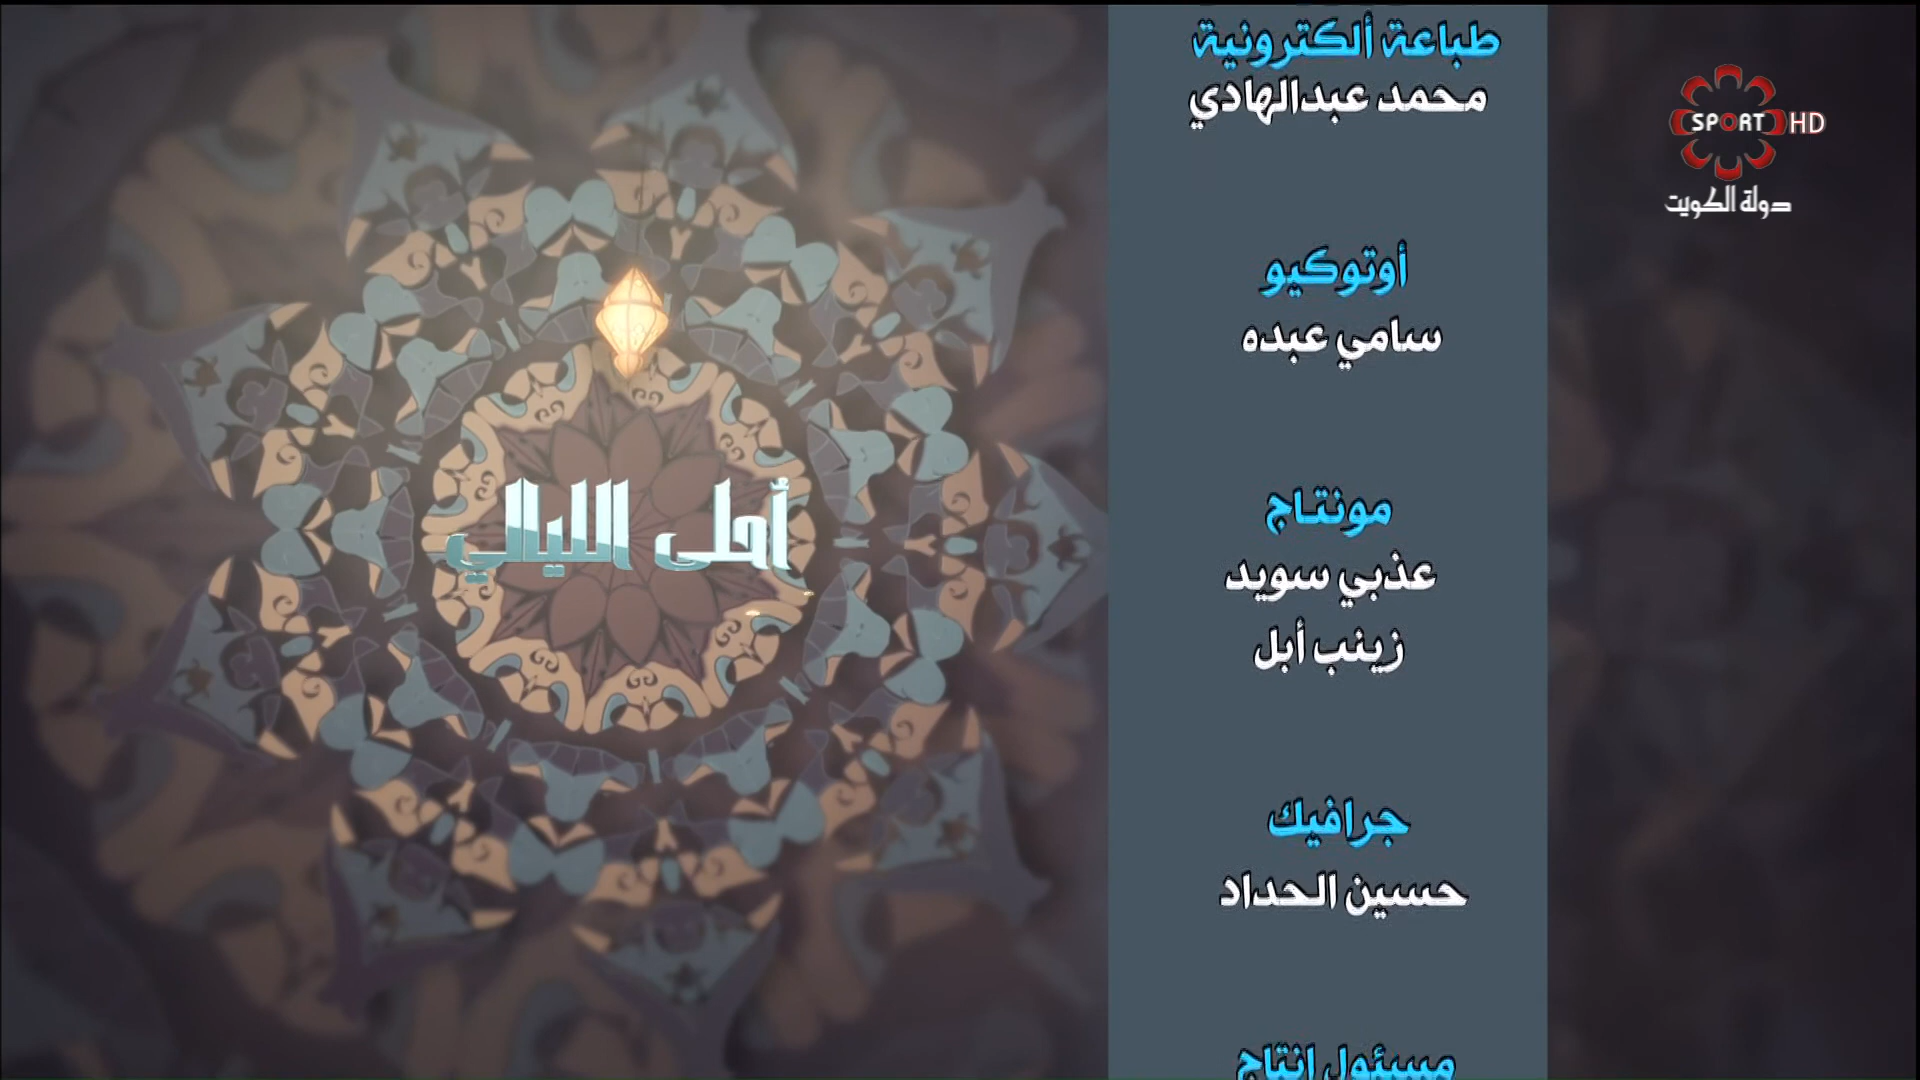 طباعة ألكترونية
محمد عبدالهادي
SPORT HD
دولة الكويت
أوتوكيو
سامي عبده
مونتاج
عذبي سويد
زينب أبل
أحلى الليالي
جرافيك
حسين الحداد
مسئول إنتاج